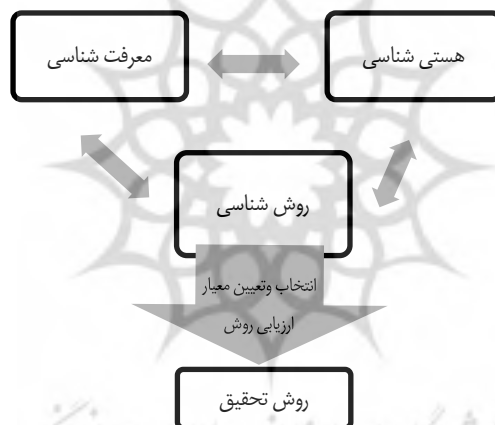 هستی شناسی
معرفت شناسی
روش شناسی
انتخاب وتعیین معیار
ارزیابی روش
روش تحقیق